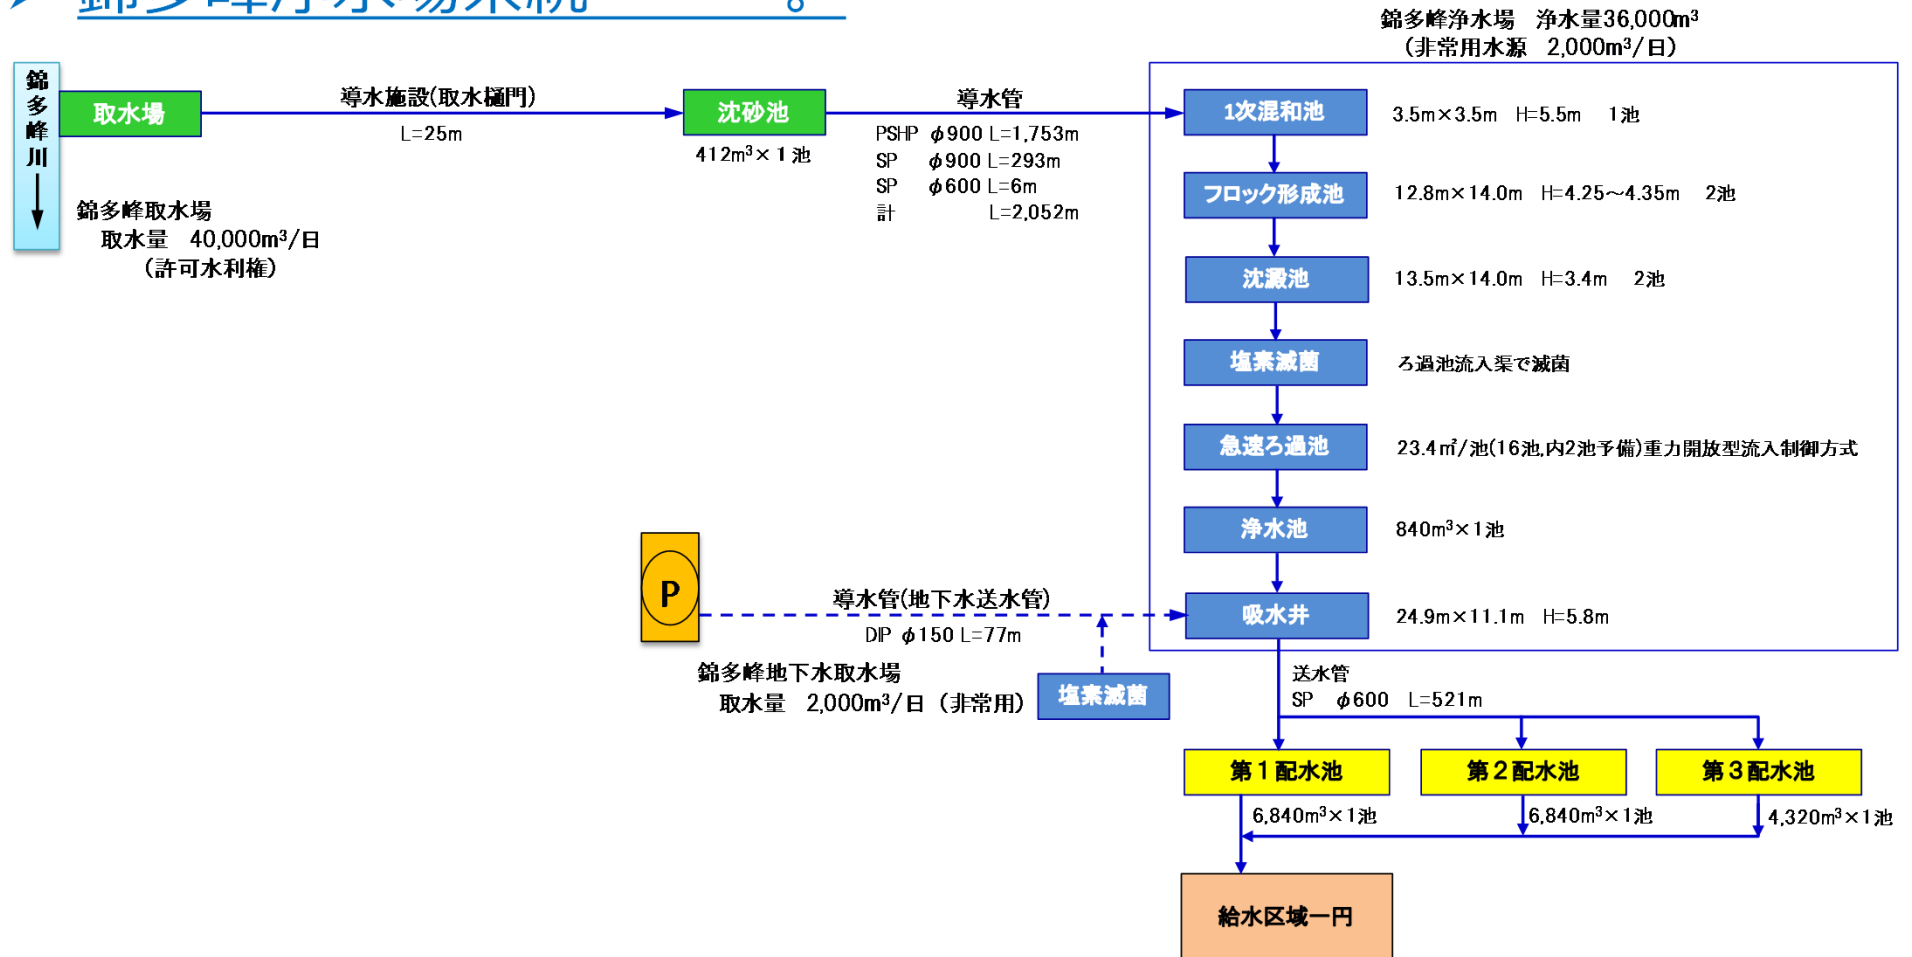 錦多峰浄水場 浄水量36,000m³
(非常用水源 2,000m³/日)
錦多峰川
取水場
導水施設(取水樋門)
L=25m
沈砂池
412m³×1池
導水管
PSHP φ900 L=1,753m
SP φ900 L=293m
SP φ600 L=6m
計 L=2,052m
錦多峰取水場
取水量 40,000m³/日
(許可水利権)
1次混和池
3.5m×3.5m H=5.5m 1池
フロック形成池
12.8m×14.0m H=4.25~4.35m 2池
沈澱池
13.5m×14.0m H=3.4m 2池
塩素滅菌
ろ過池流入渠で滅菌
急速ろ過池
23.4㎡/池(16池,内2池予備)重力開放型流入制御方式
浄水池
840m³×1池
P
導水管(地下水送水管)
DIP φ150 L=77m
吸水井
24.9m×11.1m H=5.8m
錦多峰地下水取水場
取水量 2,000m³/日 (非常用)
塩素滅菌
送水管
SP φ600 L=521m
第1配水池
第2配水池
第3配水池
6,840m³×1池
6,840m³×1池
4,320m³×1池
給水区域一円